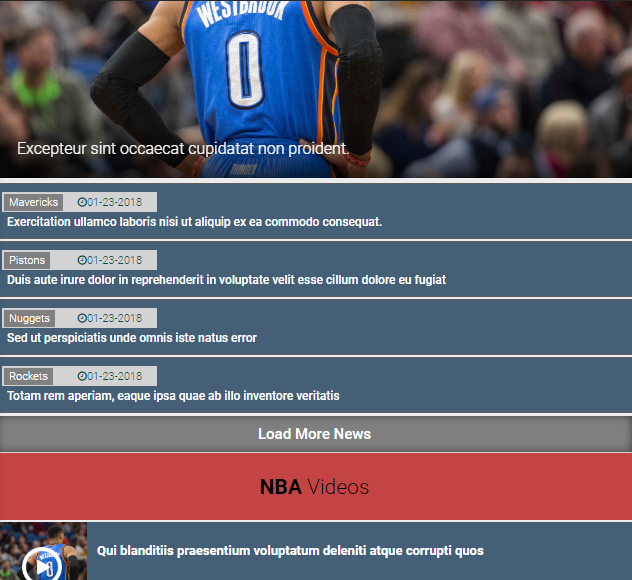 WESTBROOK
0
Excepteur sint occaecat cupidatat non proident.
THUNDER
Mavericks 01-23-2018
Exercitation ullamco laboris nisi ut aliquip ex ea commodo consequat.
Pistons 01-23-2018
Duis aute irure dolor in reprehenderit in voluptate velit esse cillum dolore eu fugiat
Nuggets 01-23-2018
Sed ut perspiciatis unde omnis iste natus error
Rockets 01-23-2018
Totam rem aperiam, eaque ipsa quae ab illo inventore veritatis
Load More News
NBA Videos
Qui blanditiis praesentium voluptatum deleniti atque corrupti quos
0